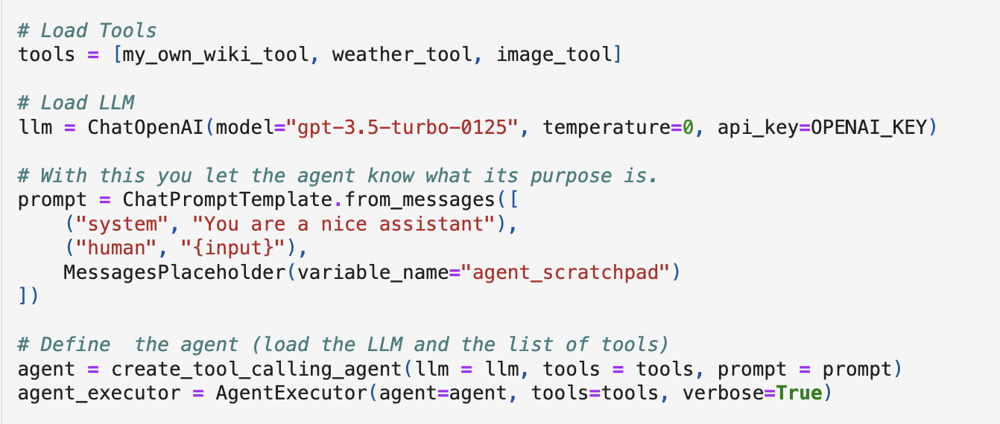 # Load Tools
tools = [my_own_wiki_tool, weather_tool, image_tool]
# Load LLM
llm = ChatOpenAI(model="gpt-3.5-turbo-0125", temperature=0, api_key=OPENAI_KEY)
# With this you let the agent know what its purpose is.
prompt = ChatPromptTemplate.from_messages([
    ("system", "You are a nice assistant"),
    ("human", "{input}"),
    MessagesPlaceholder(variable_name="agent_scratchpad")
])
# Define  the agent (load the LLM and the list of tools)
agent = create_tool_calling_agent(llm = llm, tools = tools, prompt = prompt)
agent_executor = AgentExecutor(agent=agent, tools=tools, verbose=True)